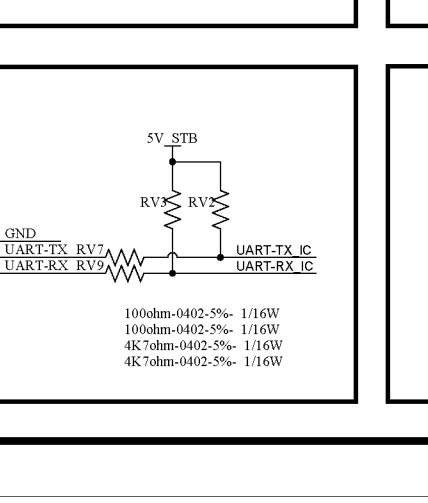 5V_STB
RV3 RV2
GND
UART-TX RV7 UART-TX_IC
UART-RX RV9 UART-RX_IC
100ohm-0402-5%- 1/16W
100ohm-0402-5%- 1/16W
4K7ohm-0402-5%- 1/16W
4K7ohm-0402-5%- 1/16W